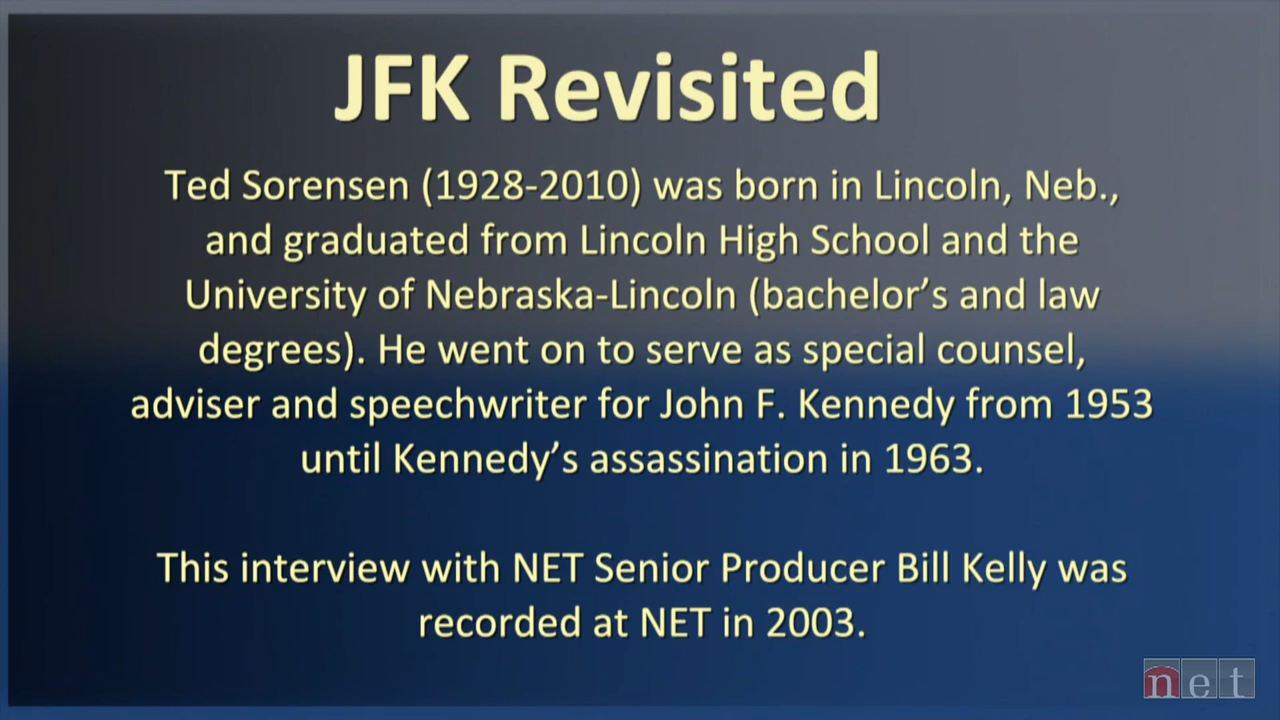 JFK Revisited
Ted Sorensen (1928-2010) was born in Lincoln, Neb.,
and graduated from Lincoln High School and the
University of Nebraska-Lincoln (bachelor’s and law
degrees). He went on to serve as special counsel,
adviser and speechwriter for John F. Kennedy from 1953
until Kennedy’s assassination in 1963.
This interview with NET Senior Producer Bill Kelly was
recorded at NET in 2003.
net